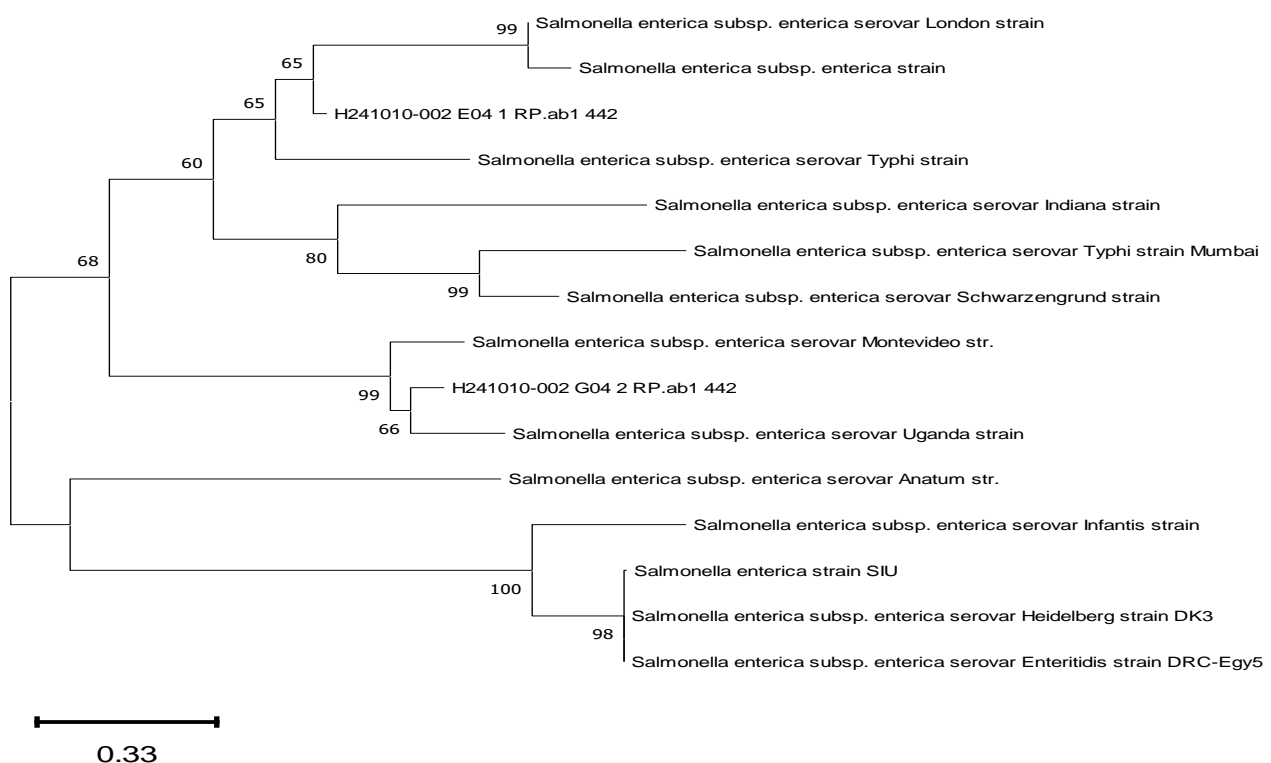 99
Salmonella enterica subsp. enterica serovar London strain
65
Salmonella enterica subsp. enterica strain
65
H241010-002 E04 1 RP.ab1 442
60
Salmonella enterica subsp. enterica serovar Typhi strain
Salmonella enterica subsp. enterica serovar Indiana strain
68
80
Salmonella enterica subsp. enterica serovar Typhi strain Mumbai
99
Salmonella enterica subsp. enterica serovar Schwarzengrund strain
Salmonella enterica subsp. enterica serovar Montevideo str.
99
H241010-002 G04 2 RP.ab1 442
66
Salmonella enterica subsp. enterica serovar Uganda strain
Salmonella enterica subsp. enterica serovar Anatum str.
Salmonella enterica subsp. enterica serovar Infantis strain
100
Salmonella enterica strain SIU
Salmonella enterica subsp. enterica serovar Heidelberg strain DK3
98
Salmonella enterica subsp. enterica serovar Enteritidis strain DRC-Egy5
0.33